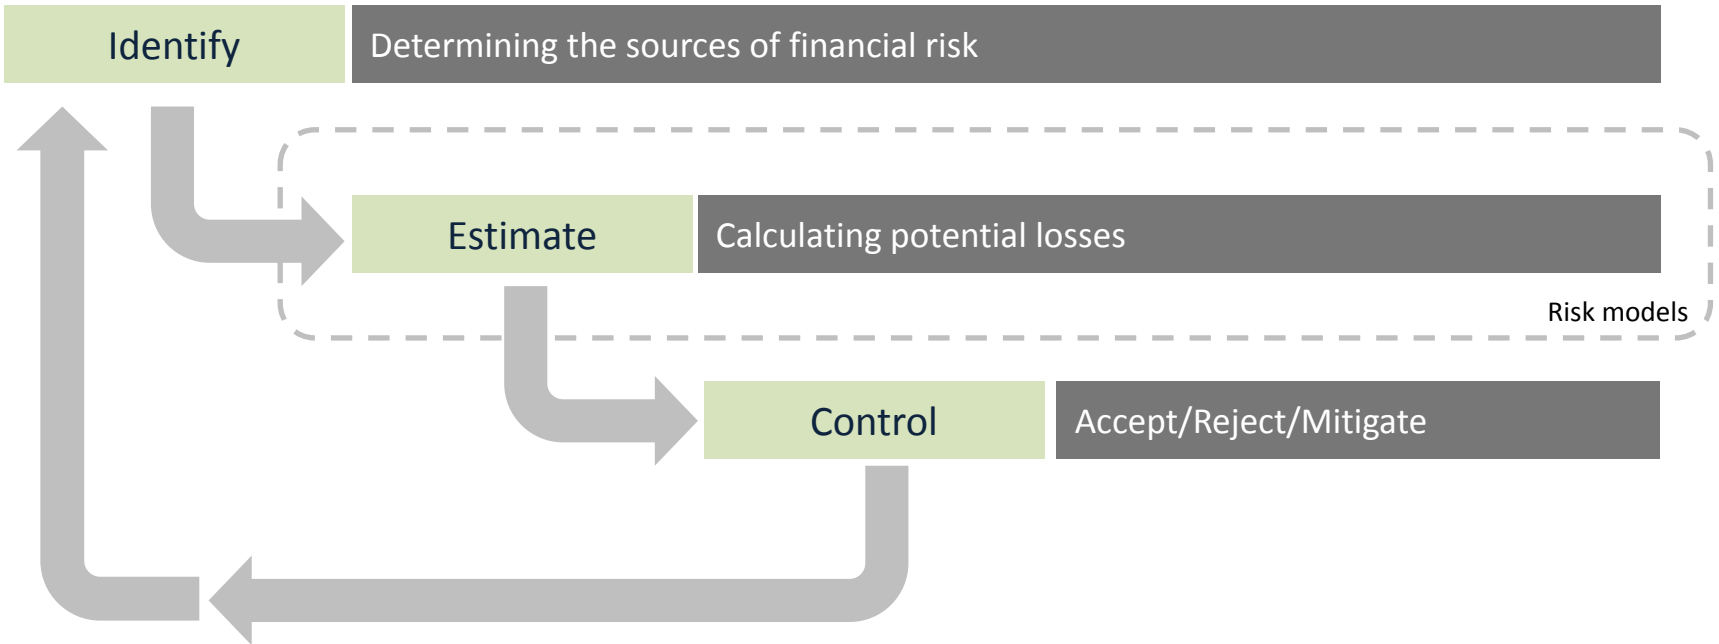 Identify
Determining the sources of financial risk
Estimate
Calculating potential losses
Risk models
Control
Accept/Reject/Mitigate